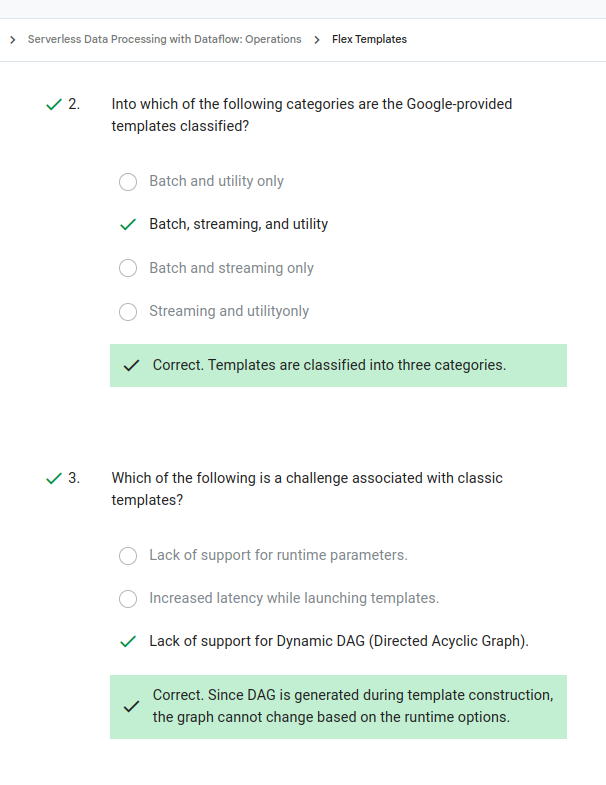 Serverless Data Processing with Dataflow: Operations > Flex Templates
2. Into which of the following categories are the Google-provided
templates classified?
Batch and utility only
Batch, streaming, and utility
Batch and streaming only
Streaming and utilityonly
Correct. Templates are classified into three categories.
3. Which of the following is a challenge associated with classic
templates?
Lack of support for runtime parameters.
Increased latency while launching templates.
Lack of support for Dynamic DAG (Directed Acyclic Graph).
Correct. Since DAG is generated during template construction,
the graph cannot change based on the runtime options.